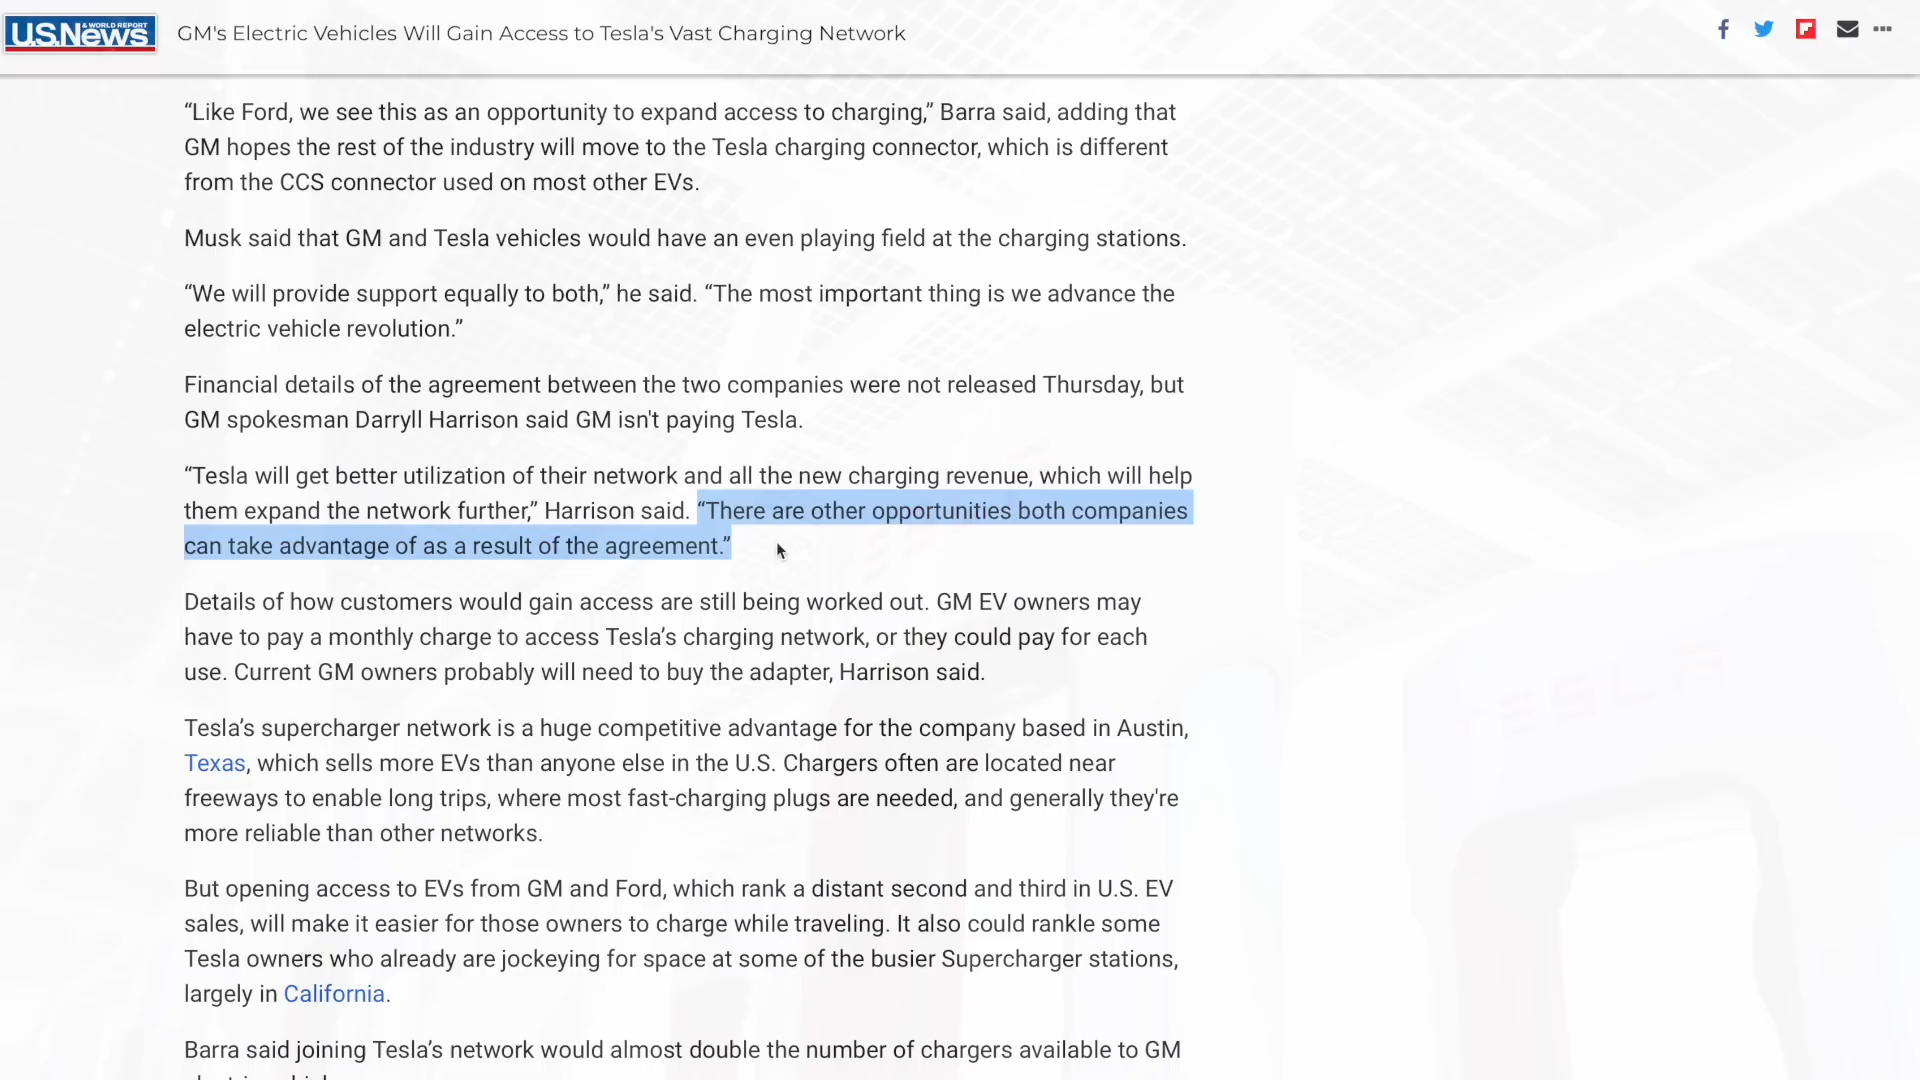 U.S.News
& WORLD REPORT
GM's Electric Vehicles Will Gain Access to Tesla's Vast Charging Network
“Like Ford, we see this as an opportunity to expand access to charging,” Barra said, adding that
GM hopes the rest of the industry will move to the Tesla charging connector, which is different
from the CCS connector used on most other EVs.
Musk said that GM and Tesla vehicles would have an even playing field at the charging stations.
“We will provide support equally to both,” he said. “The most important thing is we advance the
electric vehicle revolution.”
Financial details of the agreement between the two companies were not released Thursday, but
GM spokesman Darryll Harrison said GM isn't paying Tesla.
“Tesla will get better utilization of their network and all the new charging revenue, which will help
them expand the network further,” Harrison said. “There are other opportunities both companies
can take advantage of as a result of the agreement.”
Details of how customers would gain access are still being worked out. GM EV owners may
have to pay a monthly charge to access Tesla’s charging network, or they could pay for each
use. Current GM owners probably will need to buy the adapter, Harrison said.
Tesla’s supercharger network is a huge competitive advantage for the company based in Austin,
Texas, which sells more EVs than anyone else in the U.S. Chargers often are located near
freeways to enable long trips, where most fast-charging plugs are needed, and generally they're
more reliable than other networks.
But opening access to EVs from GM and Ford, which rank a distant second and third in U.S. EV
sales, will make it easier for those owners to charge while traveling. It also could rankle some
Tesla owners who already are jockeying for space at some of the busier Supercharger stations,
largely in California.
Barra said joining Tesla’s network would almost double the number of chargers available to GM
TESLA